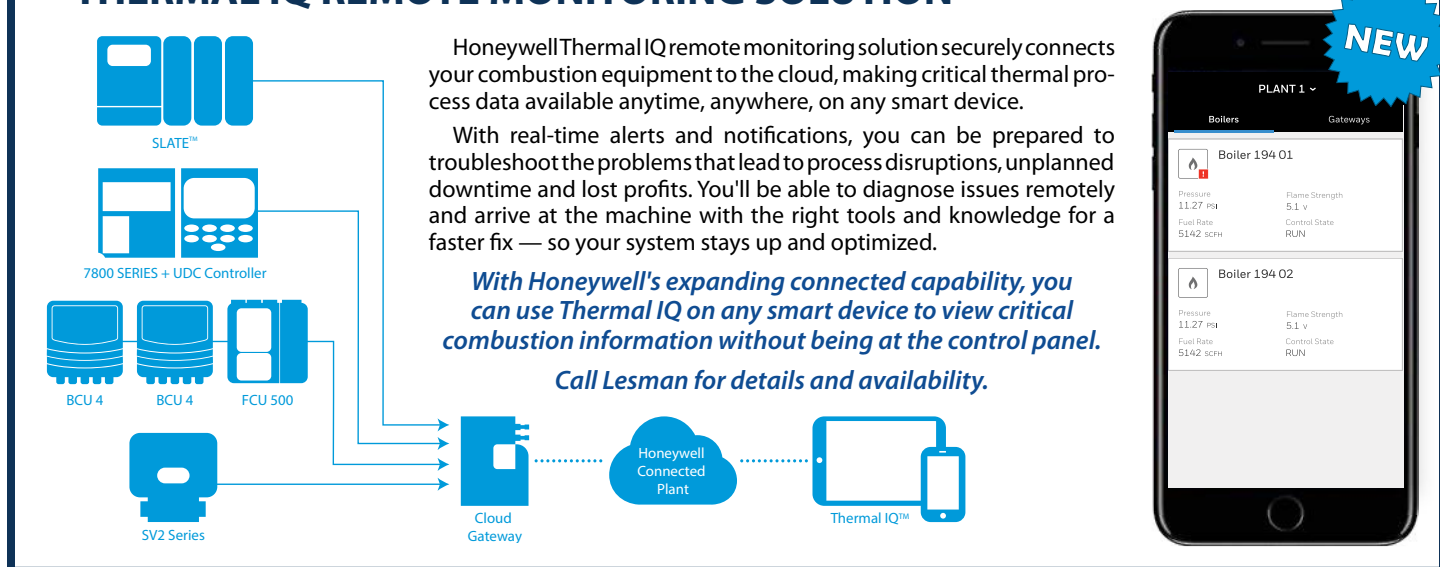 THERMAL IQ REMOTE MONITORING SOLUTION
Honeywell Thermal IQ remote monitoring solution securely connects
your combustion equipment to the cloud, making critical thermal pro-
cess data available anytime, anywhere, on any smart device.
With real-time alerts and notifications, you can be prepared to
troubleshoot the problems that lead to process disruptions, unplanned
downtime and lost profits. You'll be able to diagnose issues remotely
and arrive at the machine with the right tools and knowledge for a
faster fix — so your system stays up and optimized.
With Honeywell's expanding connected capability, you
can use Thermal IQ on any smart device to view critical
combustion information without being at the control panel.
Call Lesman for details and availability.
SLATE™
7800 SERIES + UDC Controller
BCU 4
BCU 4
FCU 500
SV2 Series
Cloud
Gateway
Honeywell
Connected
Plant
Thermal IQ™
NEW
PLANT 1
Boilers
Gateways
Boiler 194 01
Pressure
Flame Strength
11.27 PSI
5.1 V
Fuel Rate
Control State
5142 SCFH
RUN
Boiler 194 02
Pressure
Flame Strength
11.27 PSI
5.1 V
Fuel Rate
Control State
5142 SCFH
RUN